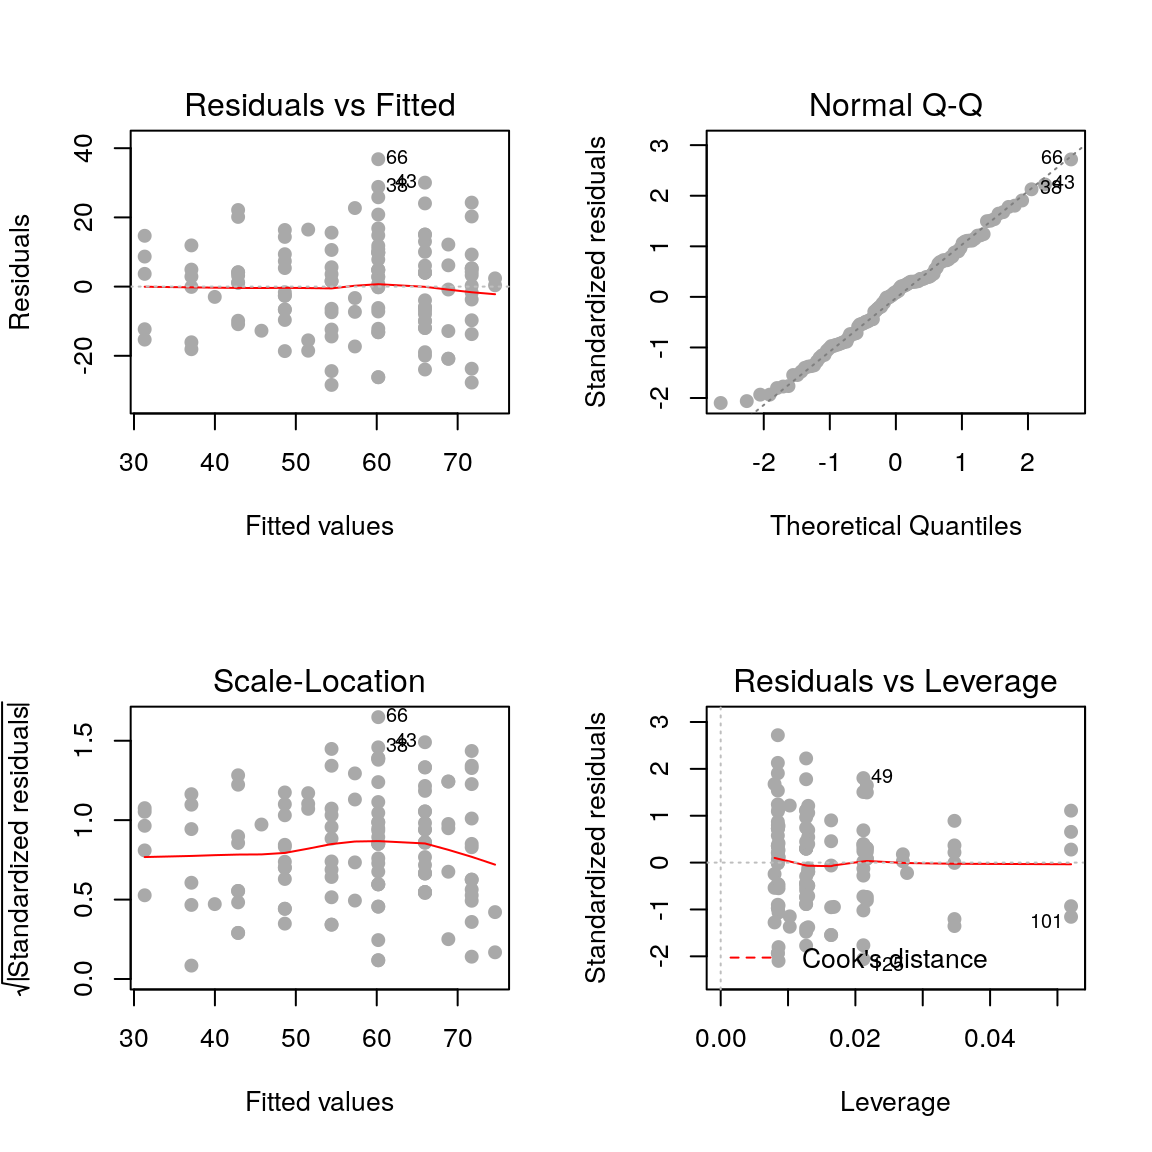 Residuals vs Fitted
Residuals
40
20
0
-20
66
38
43
30 40 50 60 70
Fitted values
Normal Q-Q
Standardized residuals
3
2
1
0
-1
-2
66
38
43
-2 -1 0 1 2
Theoretical Quantiles
Scale-Location
√|Standardized residuals|
1.5
1.0
0.5
0.0
66
38
43
30 40 50 60 70
Fitted values
Residuals vs Leverage
Standardized residuals
3
2
1
0
-1
-2
49
101
Cook's distance
125
0.00 0.02 0.04
Leverage